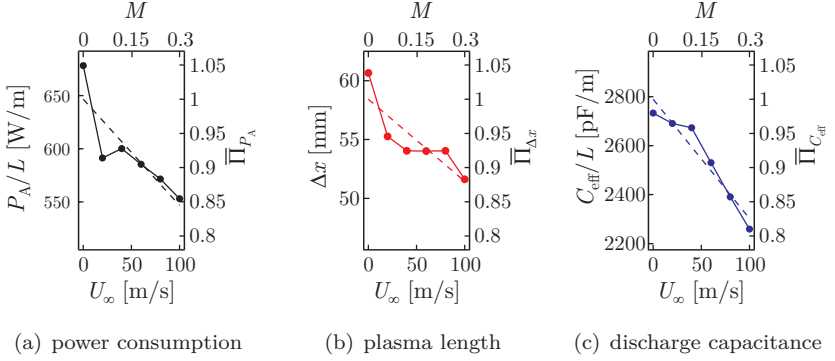 M
0 0.15 0.3
P_A/L [W/m]
650
600
550
1.05
1
0.95
0.9
0.85
0.8
Π̅_{P_A}
0 50 100
U_∞ [m/s]
(a) power consumption
M
0 0.15 0.3
Δx [mm]
60
55
50
1.05
1
0.95
0.9
0.85
0.8
Π̅_{Δx}
0 50 100
U_∞ [m/s]
(b) plasma length
M
0 0.15 0.3
C_eff/L [pF/m]
2800
2600
2400
2200
1.05
1
0.95
0.9
0.85
0.8
Π̅_{C_eff}
0 50 100
U_∞ [m/s]
(c) discharge capacitance